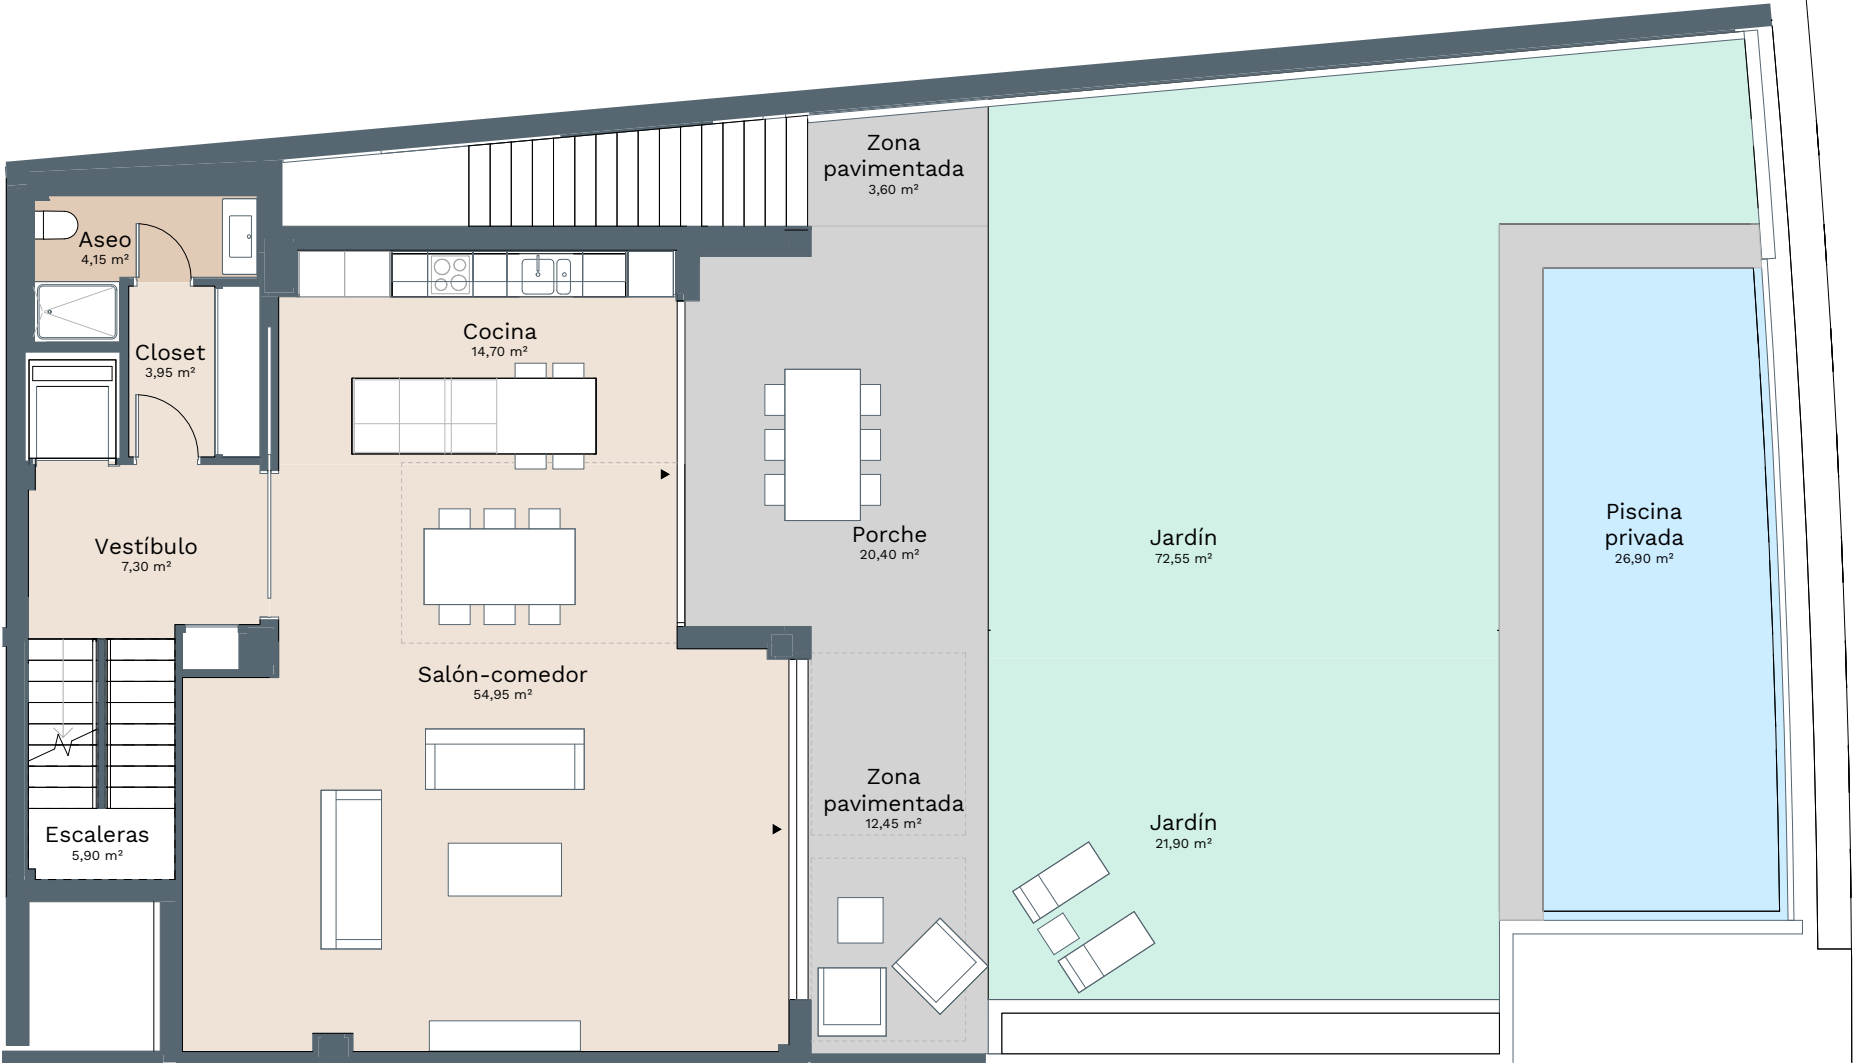 Zona
pavimentada
3,60 m²
Aseo
4,15 m²
Cocina
14,70 m²
Closet
3,95 m²
Vestíbulo
7,30 m²
Porche
20,40 m²
Jardín
72,55 m²
Piscina
privada
26,90 m²
Salón-comedor
54,95 m²
Zona
pavimentada
12,45 m²
Jardín
21,90 m²
Escaleras
5,90 m²